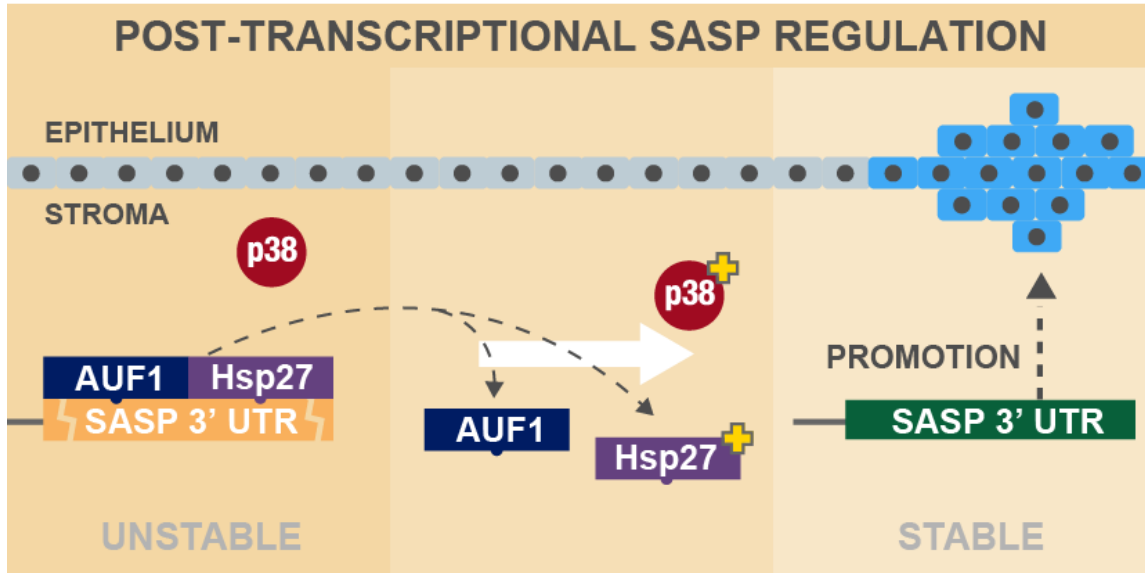 POST-TRANSCRIPTIONAL SASP REGULATION
EPITHELIUM
STROMA
p38
p38
AUF1
Hsp27
SASP 3' UTR
AUF1
Hsp27
PROMOTION
SASP 3' UTR
UNSTABLE
STABLE